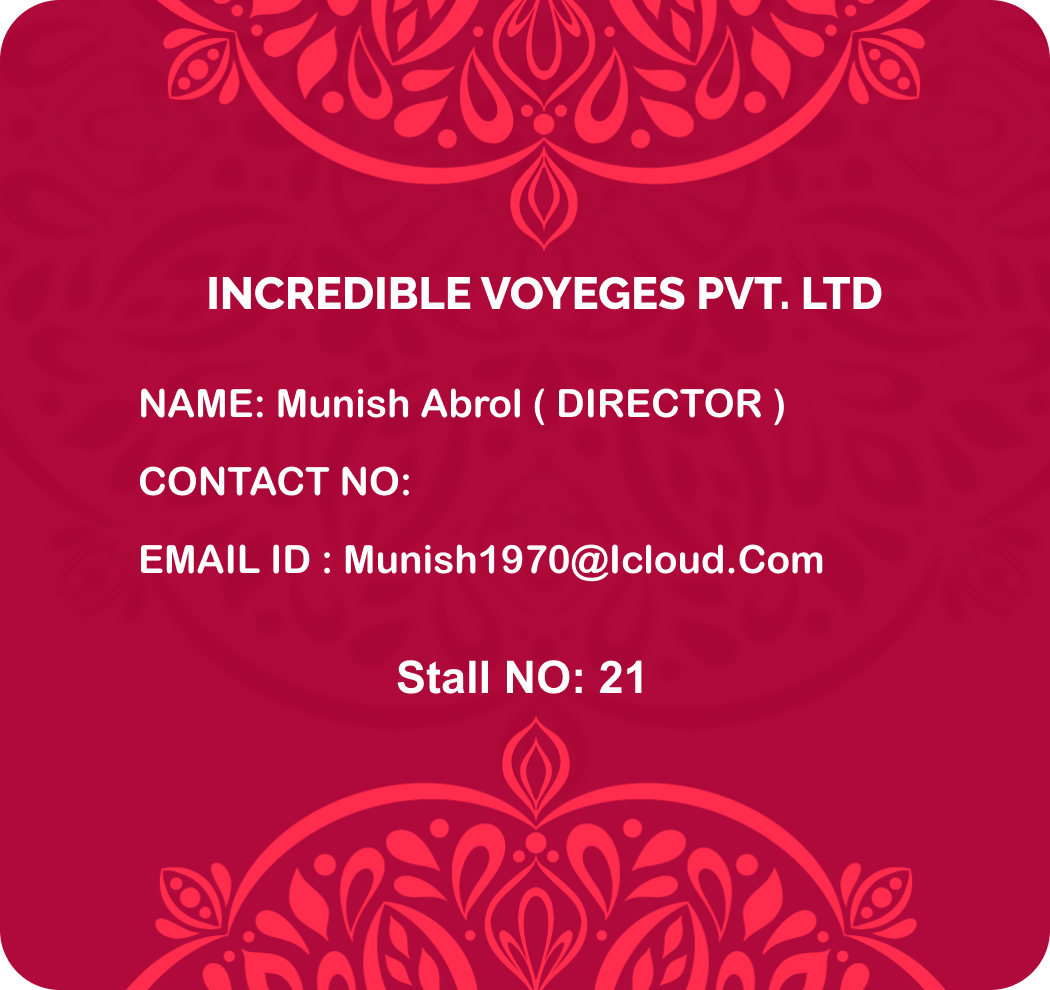 INCREDIBLE VOYEGES PVT. LTD
NAME: Munish Abrol ( DIRECTOR )
CONTACT NO:
EMAIL ID : Munish1970@Icloud.Com
Stall NO: 21